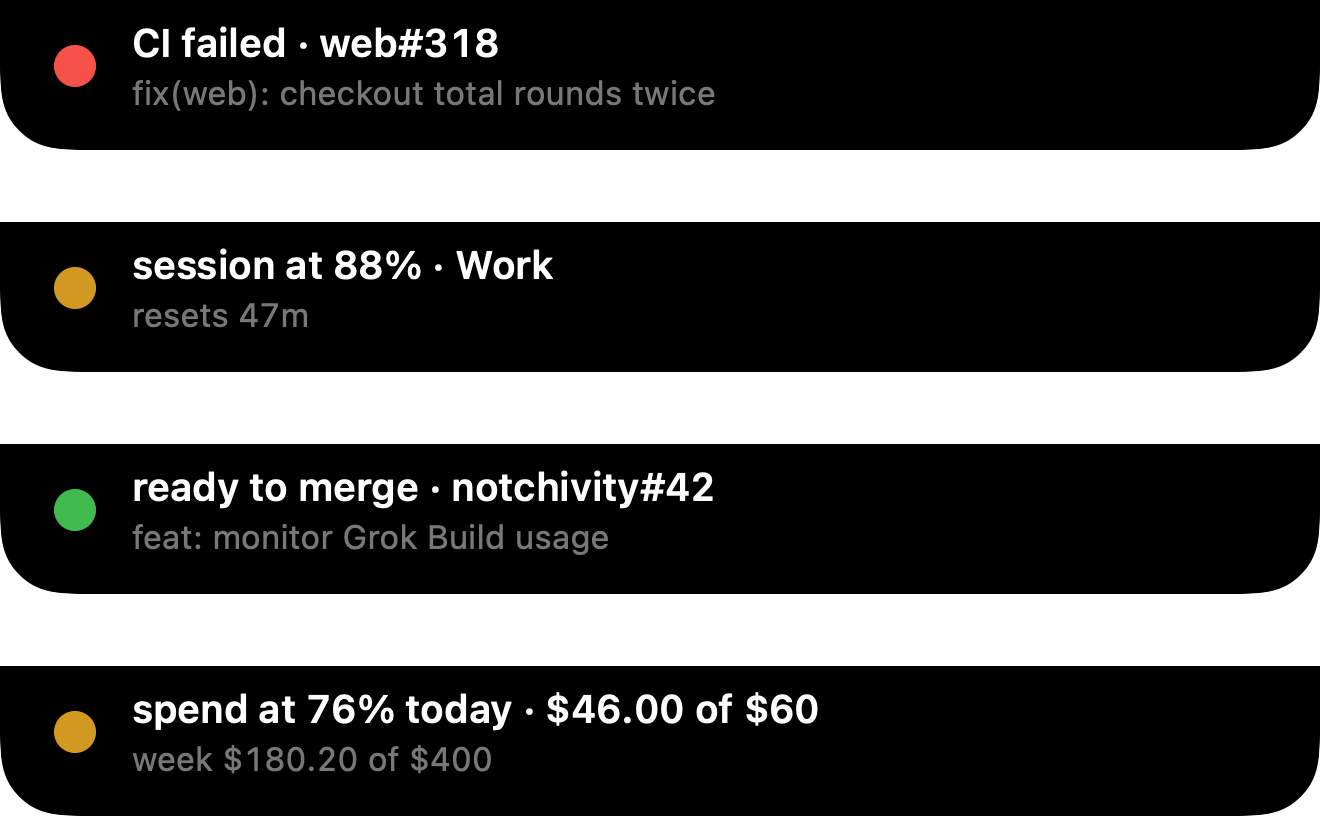 CI failed · web#318
fix(web): checkout total rounds twice
session at 88% · Work
resets 47m
ready to merge · notchivity#42
feat: monitor Grok Build usage
spend at 76% today · $46.00 of $60
week $180.20 of $400